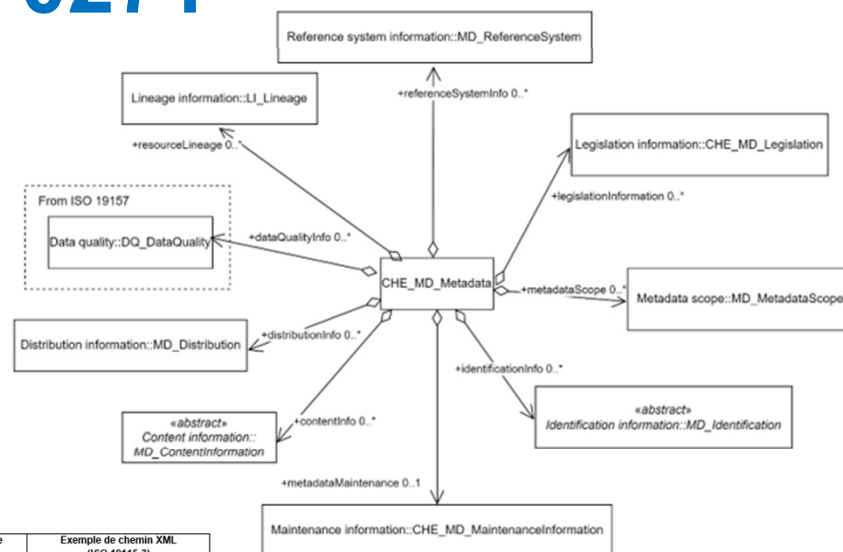 Reference system information::MD_ReferenceSystem
+referenceSystemInfo 0..*
Lineage information::LI_Lineage
+resourceLineage 0..*
Legislation information::CHE_MD_Legislation
+legislationInformation 0..*
From ISO 19157
Data quality::DQ_DataQuality
+dataQualityInfo 0..*
CHE_MD_Metadata
+metadataScope 0..*
Metadata scope::MD_MetadataScope
+distributionInfo 0..*
Distribution information::MD_Distribution
+identificationInfo 0..*
«abstract»
Identification information::MD_Identification
«abstract»
Content information::
MD_ContentInformation
+contentInfo 0..*
+metadataMaintenance 0..1
Maintenance information::CHE_MD_MaintenanceInformation
Exemple de chemin XML